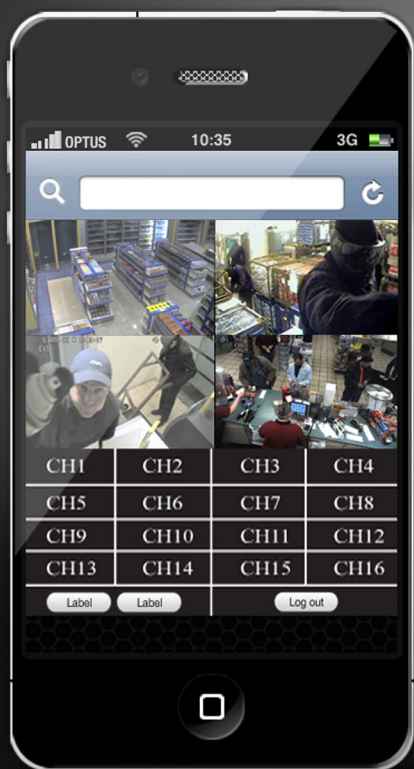 OPTUS 10:35 3G
CH1 CH2 CH3 CH4
CH5 CH6 CH7 CH8
CH9 CH10 CH11 CH12
CH13 CH14 CH15 CH16
Label Label Log out